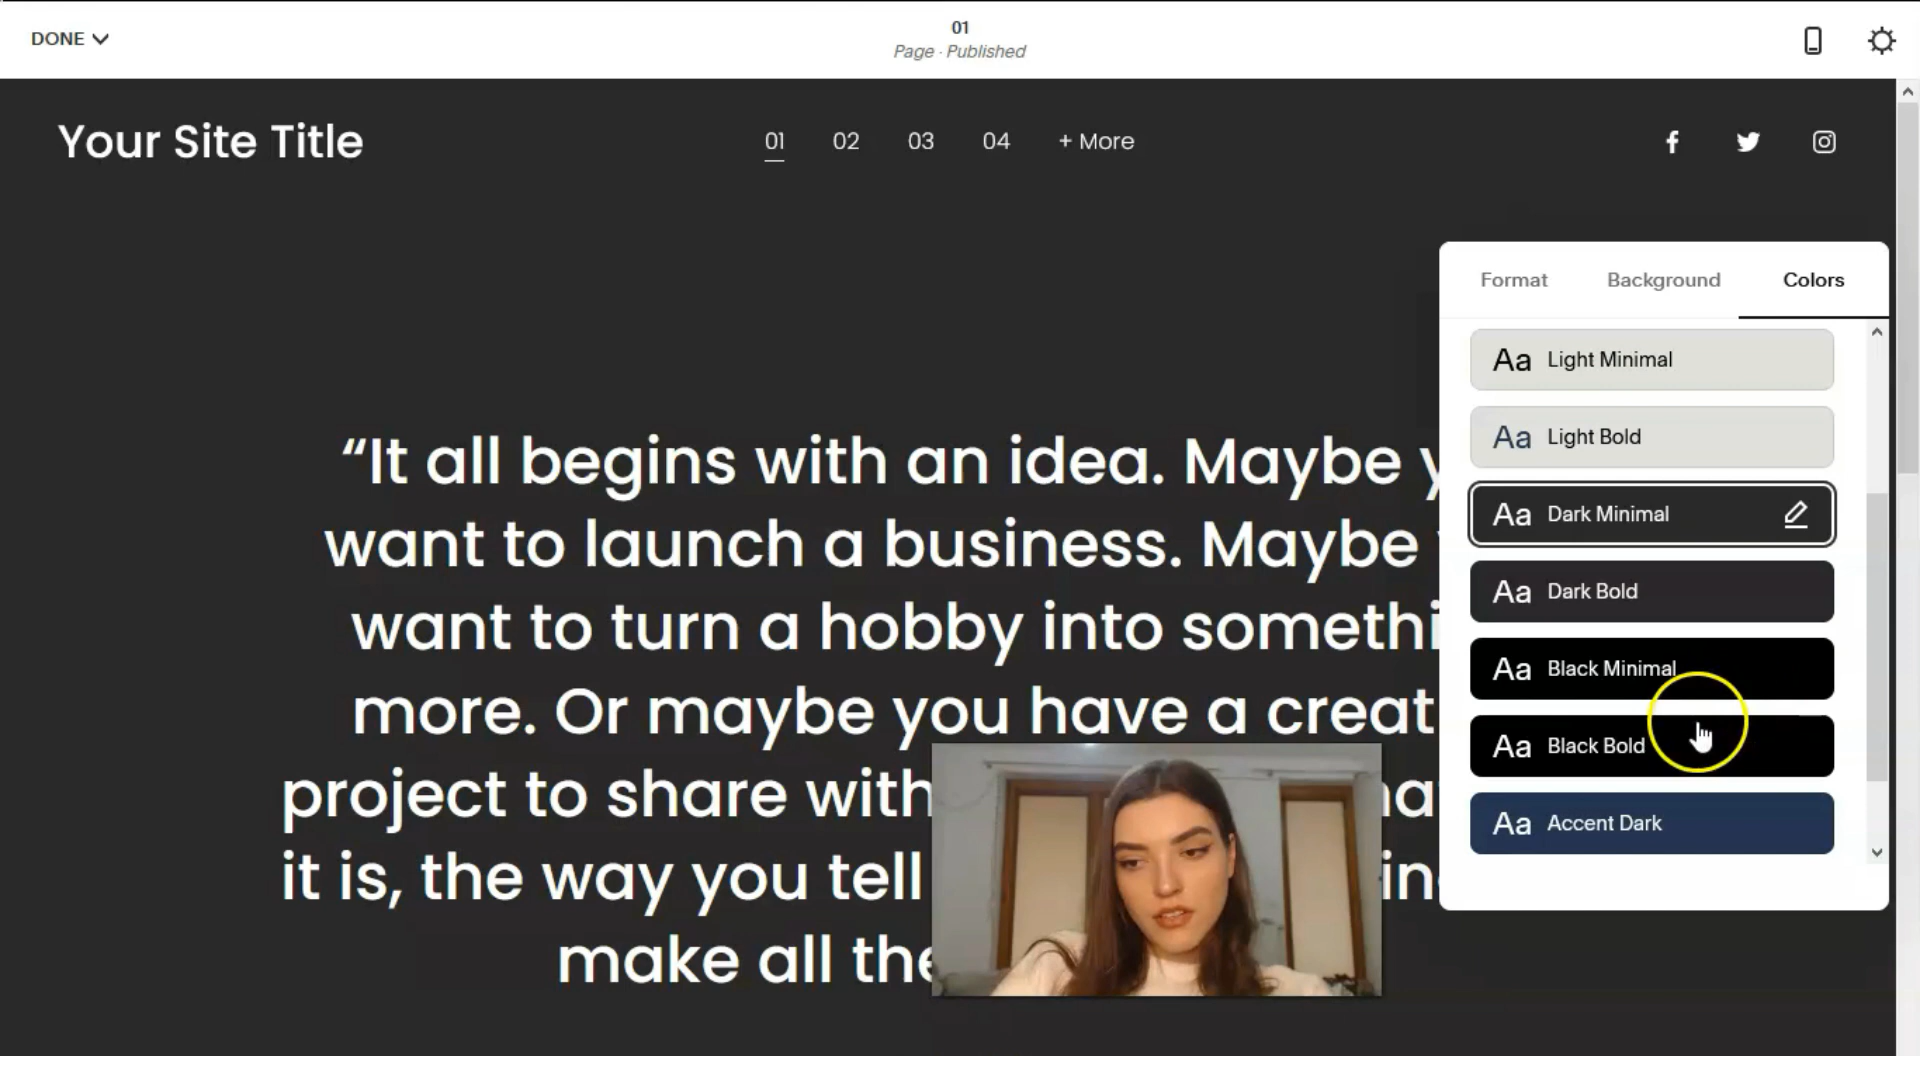 DONE
01
Page · Published
Your Site Title
01 02 03 04 + More
“It all begins with an idea. Maybe
want to launch a business. Maybe
want to turn a hobby into somethi
more. Or maybe you have a creat
project to share with
it is, the way you tell
make all the
Format Background Colors
Aa Light Minimal
Aa Light Bold
Aa Dark Minimal
Aa Dark Bold
Aa Black Minimal
Aa Black Bold
Aa Accent Dark